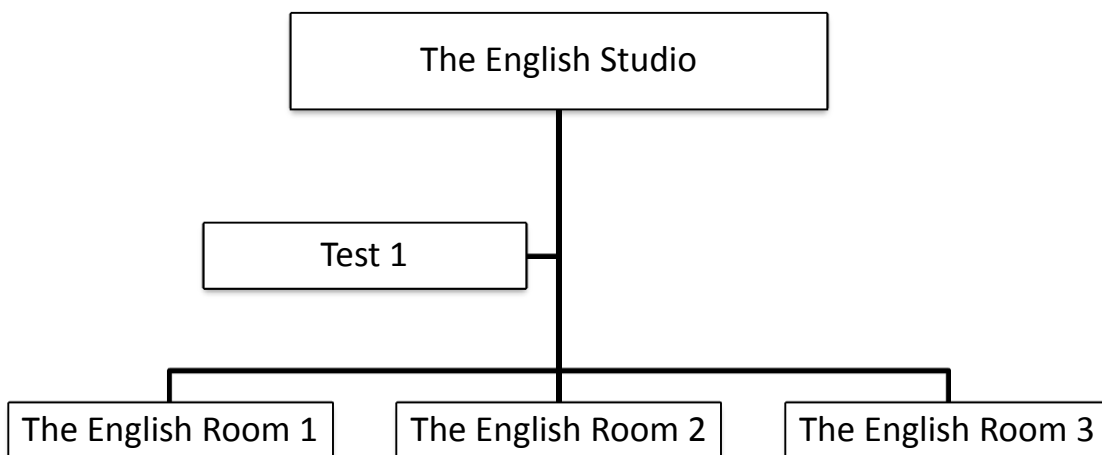 The English Studio
Test 1
The English Room 1
The English Room 2
The English Room 3